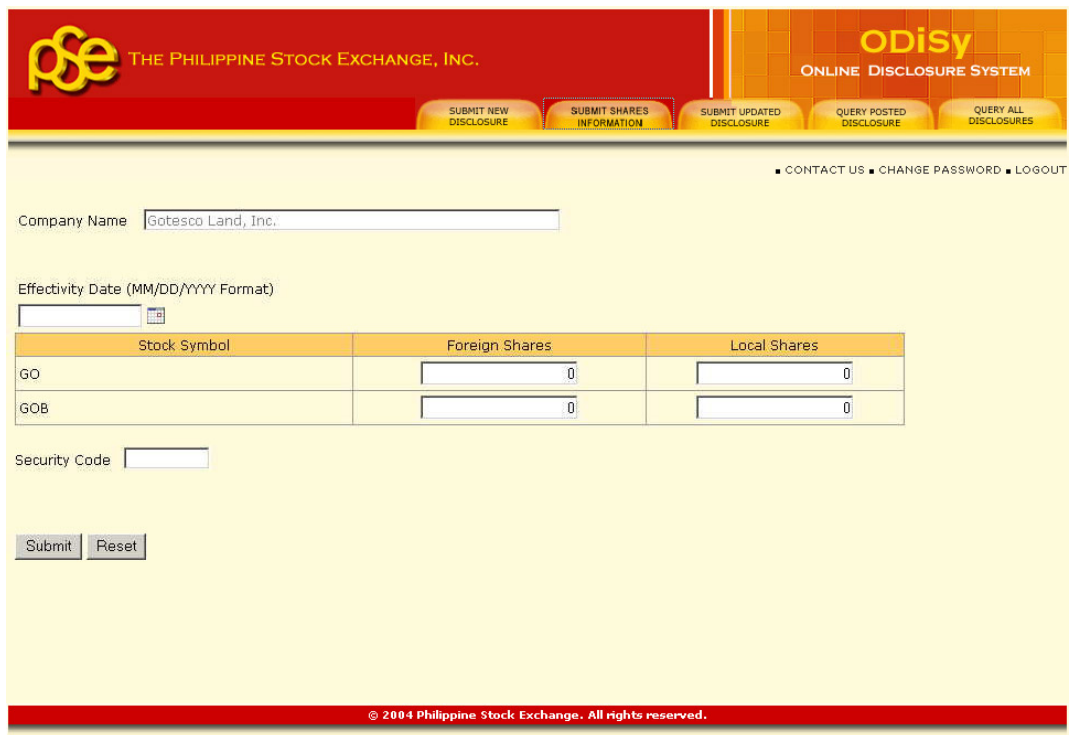 pse
THE PHILIPPINE STOCK EXCHANGE, INC.
ODiSy
ONLINE DISCLOSURE SYSTEM
SUBMIT NEW
DISCLOSURE
SUBMIT SHARES
INFORMATION
SUBMIT UPDATED
DISCLOSURE
QUERY POSTED
DISCLOSURE
QUERY ALL
DISCLOSURES
CONTACT US ▪ CHANGE PASSWORD ▪ LOGOUT
Company Name Gotesco Land, Inc.
Effectivity Date (MM/DD/YYYY Format)
Stock Symbol Foreign Shares Local Shares
GO 0 0
GOB 0 0
Security Code
Submit Reset
© 2004 Philippine Stock Exchange. All rights reserved.